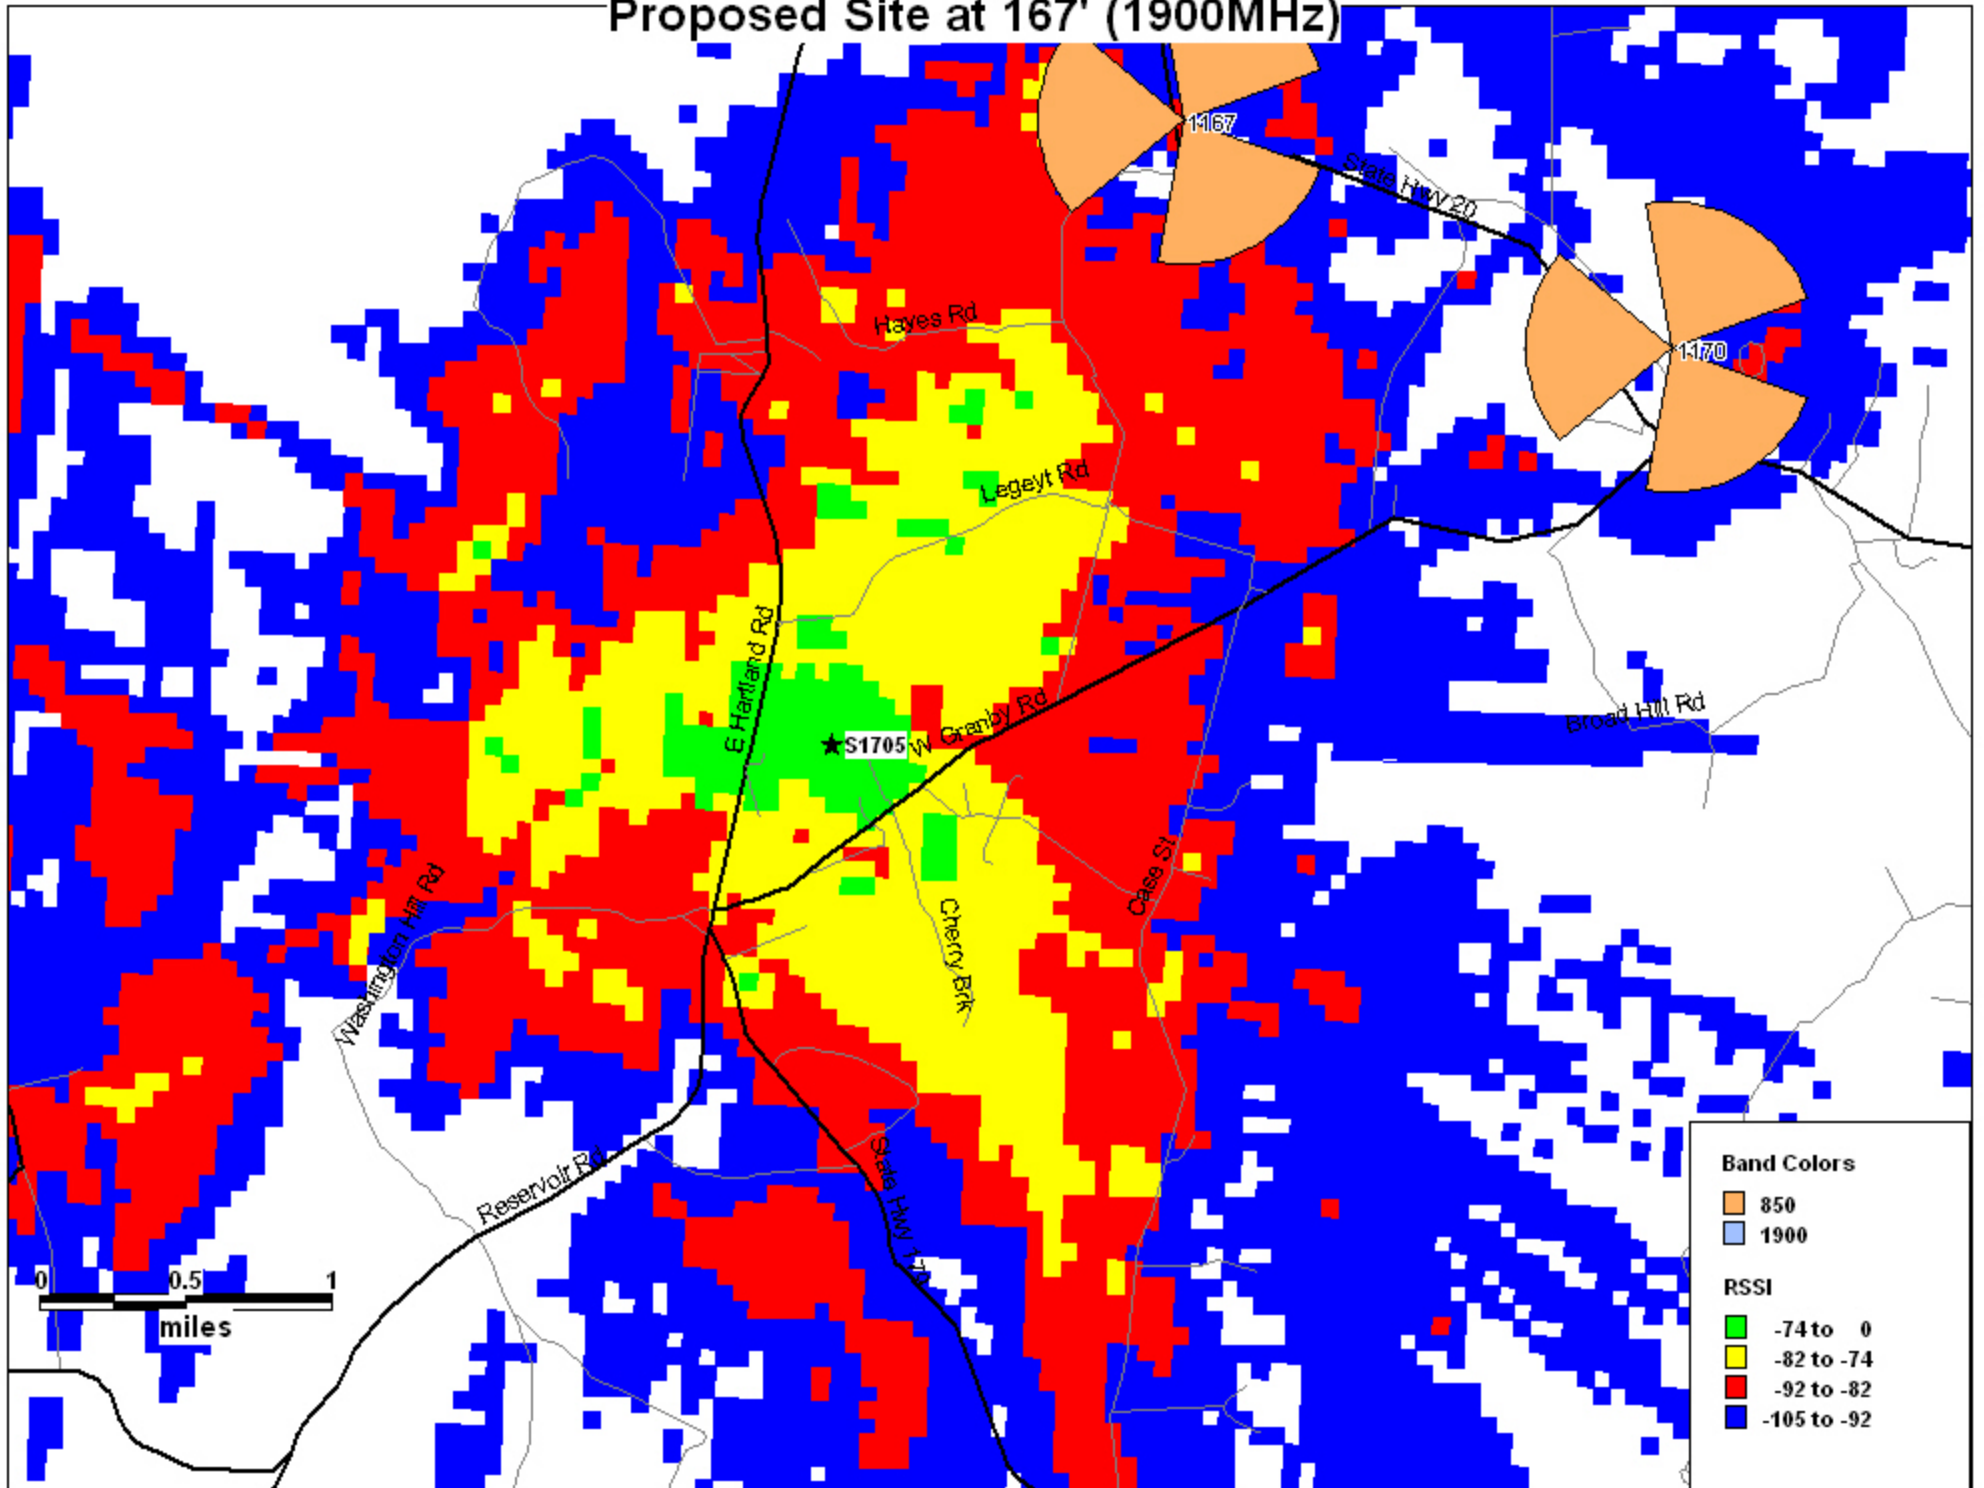 Proposed Site at 167' (1900MHz)
1167
State Hwy 20
1170
Hayes Rd
Legeyt Rd
E Hartland Rd
S1705
W Granby Rd
Broad Hill Rd
Case St
Washington Hill Rd
Cherry Brk
State Hwy 179
Reservoir Rd
0 0.5 1
miles
Band Colors
850
1900
RSSI
-74 to 0
-82 to -74
-92 to -82
-105 to -92